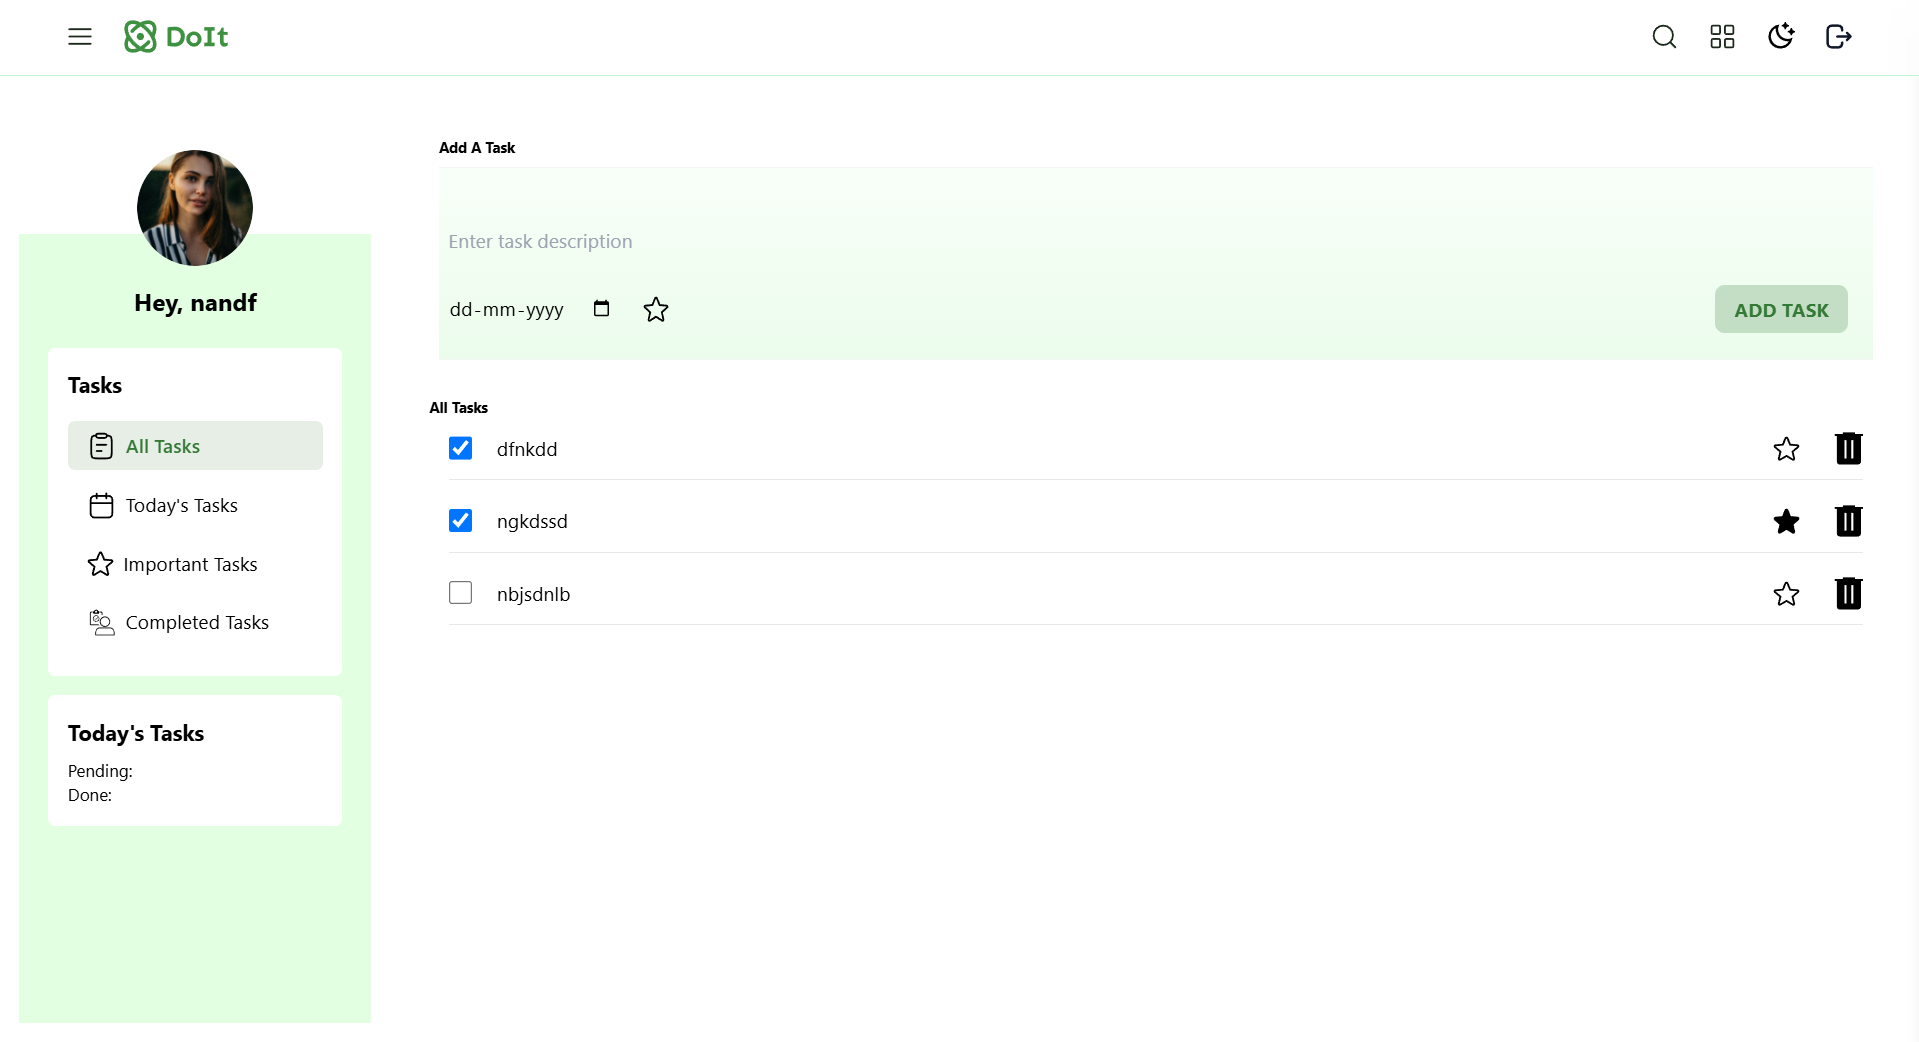 DoIt
Hey, nandf
Tasks
All Tasks
Today's Tasks
Important Tasks
Completed Tasks
Today's Tasks
Pending:
Done:
Add A Task
Enter task description
dd-mm-yyyy
ADD TASK
All Tasks
dfnkdd
ngkdssd
nbjsdnlb